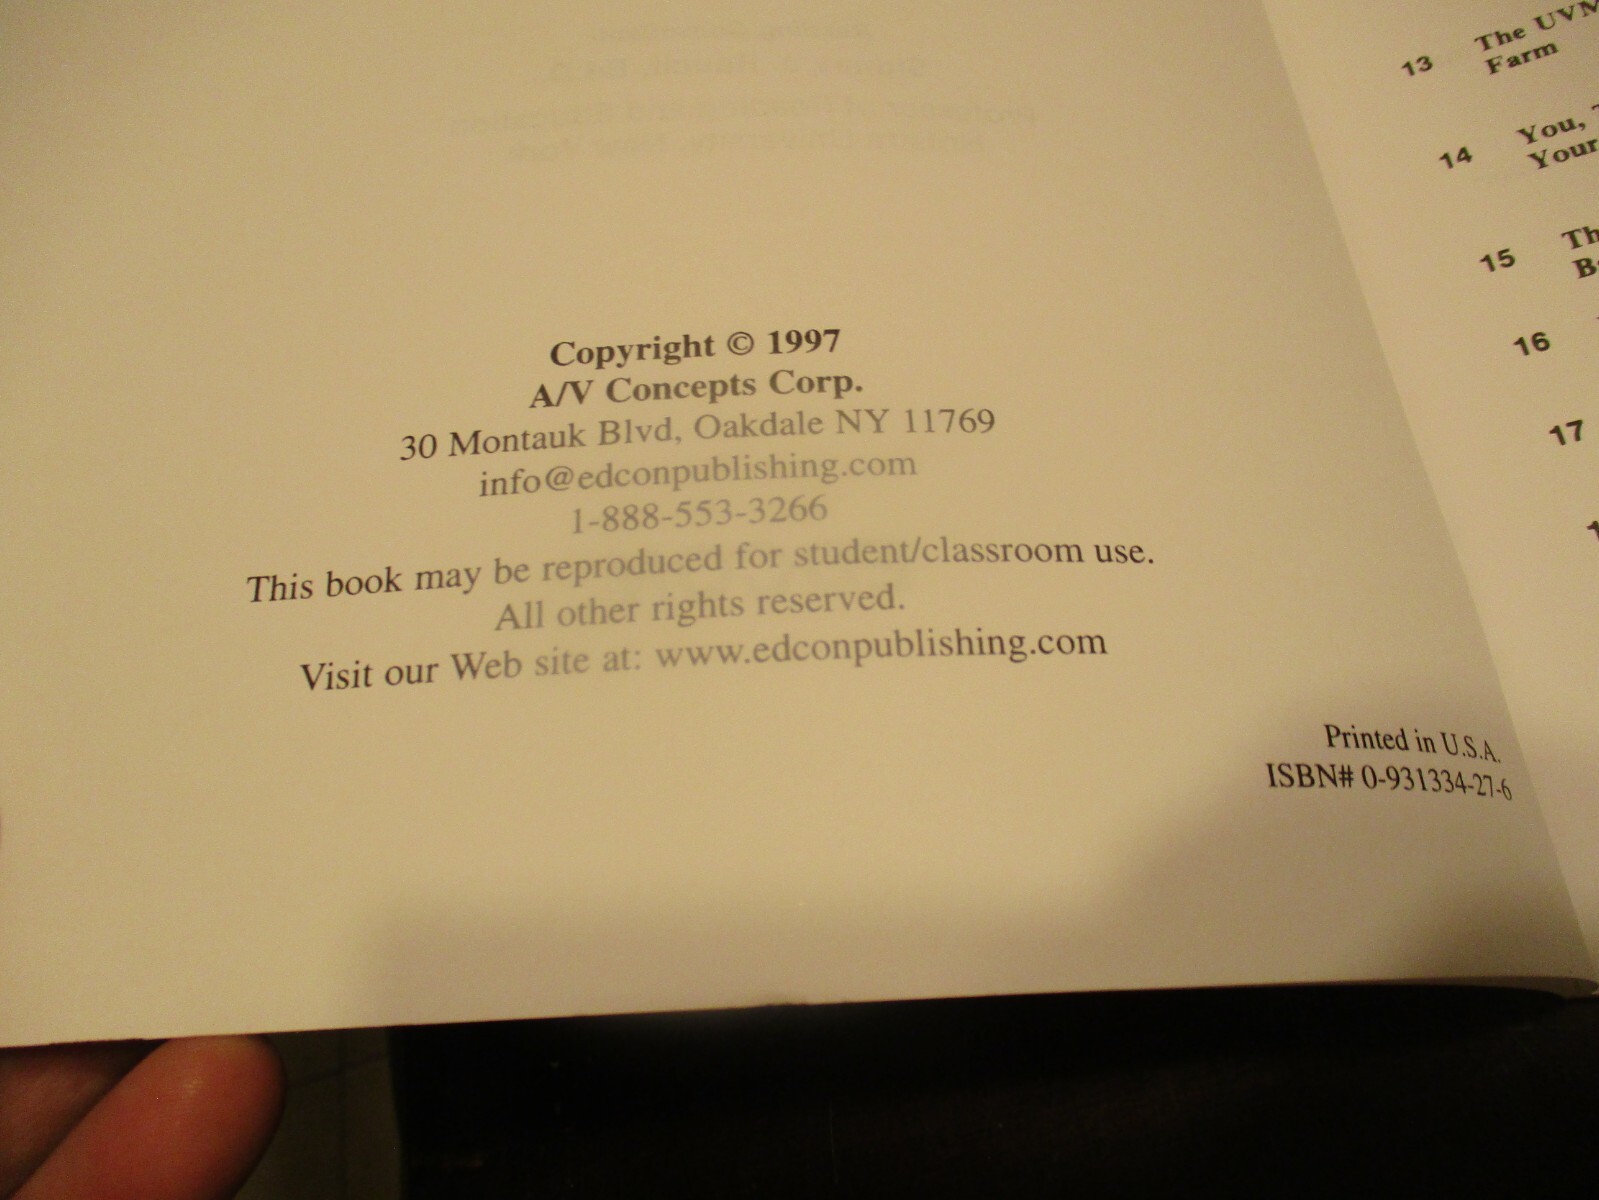 Copyright © 1997
A/V Concepts Corp.
30 Montauk Blvd, Oakdale NY 11769
info@edconpublishing.com
1-888-553-3266
This book may be reproduced for student/classroom use.
All other rights reserved.
Visit our Web site at: www.edconpublishing.com
Printed in U.S.A.
ISBN# 0-931334-27-6
13 The UVM
Farm
14 You,
Your
15
16
17